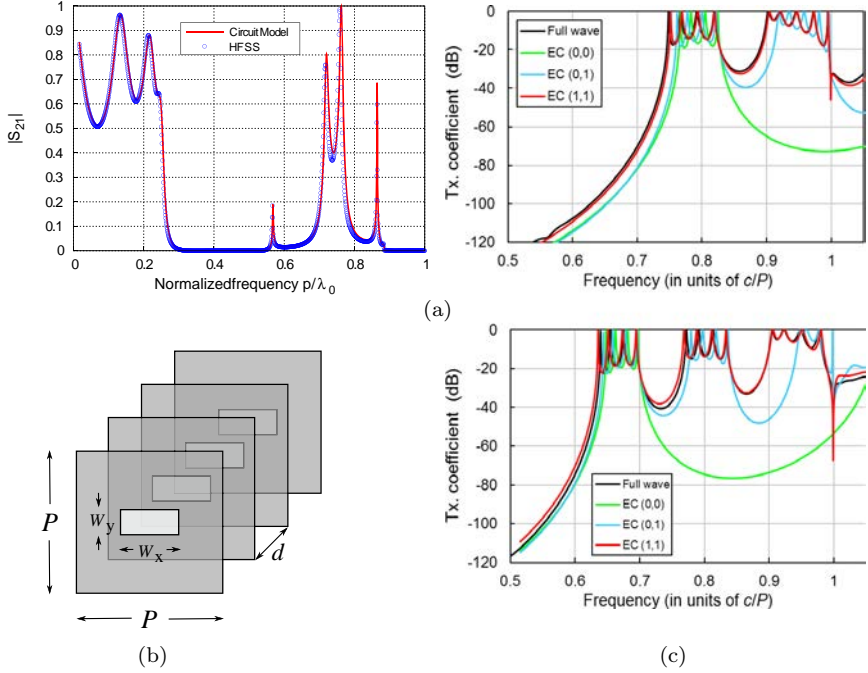 1
0.9
0.8
0.7
0.6
0.5
0.4
0.3
0.2
0.1
0
|S21|
Circuit Model
HFSS
0 0.2 0.4 0.6 0.8 1
Normalizedfrequency p/λ0
0
-20
-40
-60
-80
-100
-120
Tx. coefficient (dB)
Full wave
EC (0,0)
EC (0,1)
EC (1,1)
0.5 0.6 0.7 0.8 0.9 1
Frequency (in units of c/P)
(a)
P
Wy
Wx
d
P
(b)
0
-20
-40
-60
-80
-100
-120
Tx. coefficient (dB)
Full wave
EC (0,0)
EC (0,1)
EC (1,1)
0.5 0.6 0.7 0.8 0.9 1
Frequency (in units of c/P)
(c)